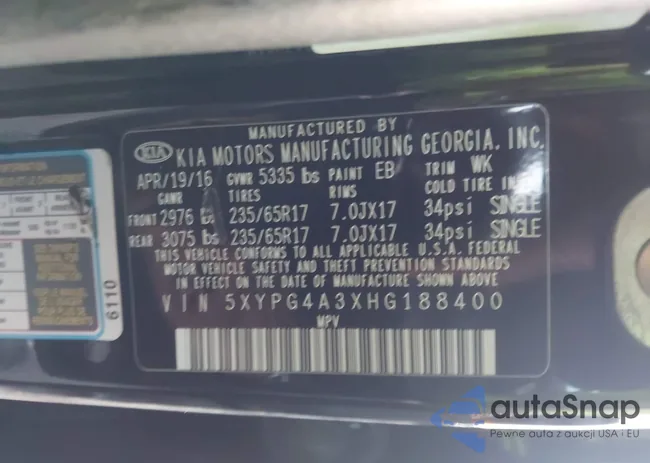 MANUFACTURED BY
KIA KIA MOTORS MANUFACTURING GEORGIA, INC.
APR/19/16 GVWR 5335 lbs PAINT EB TRIM WK
GAWR TIRES RIMS COLD TIRE
FRONT 2976 235/65R17 7.0JX17 34psi SINGLE
REAR 3075 lbs 235/65R17 7.0JX17 34psi SINGLE
THIS VEHICLE CONFORMS TO ALL APPLICABLE U.S.A. FEDERAL
MOTOR VEHICLE SAFETY AND THEFT PREVENTION STANDARDS
IN EFFECT ON THE DATE OF MANUFACTURE SHOWN ABOVE.
VIN 5XYPG4A3XHG188400
MPV
6110
autaSnap
Pewne auta z aukcji USA i EU